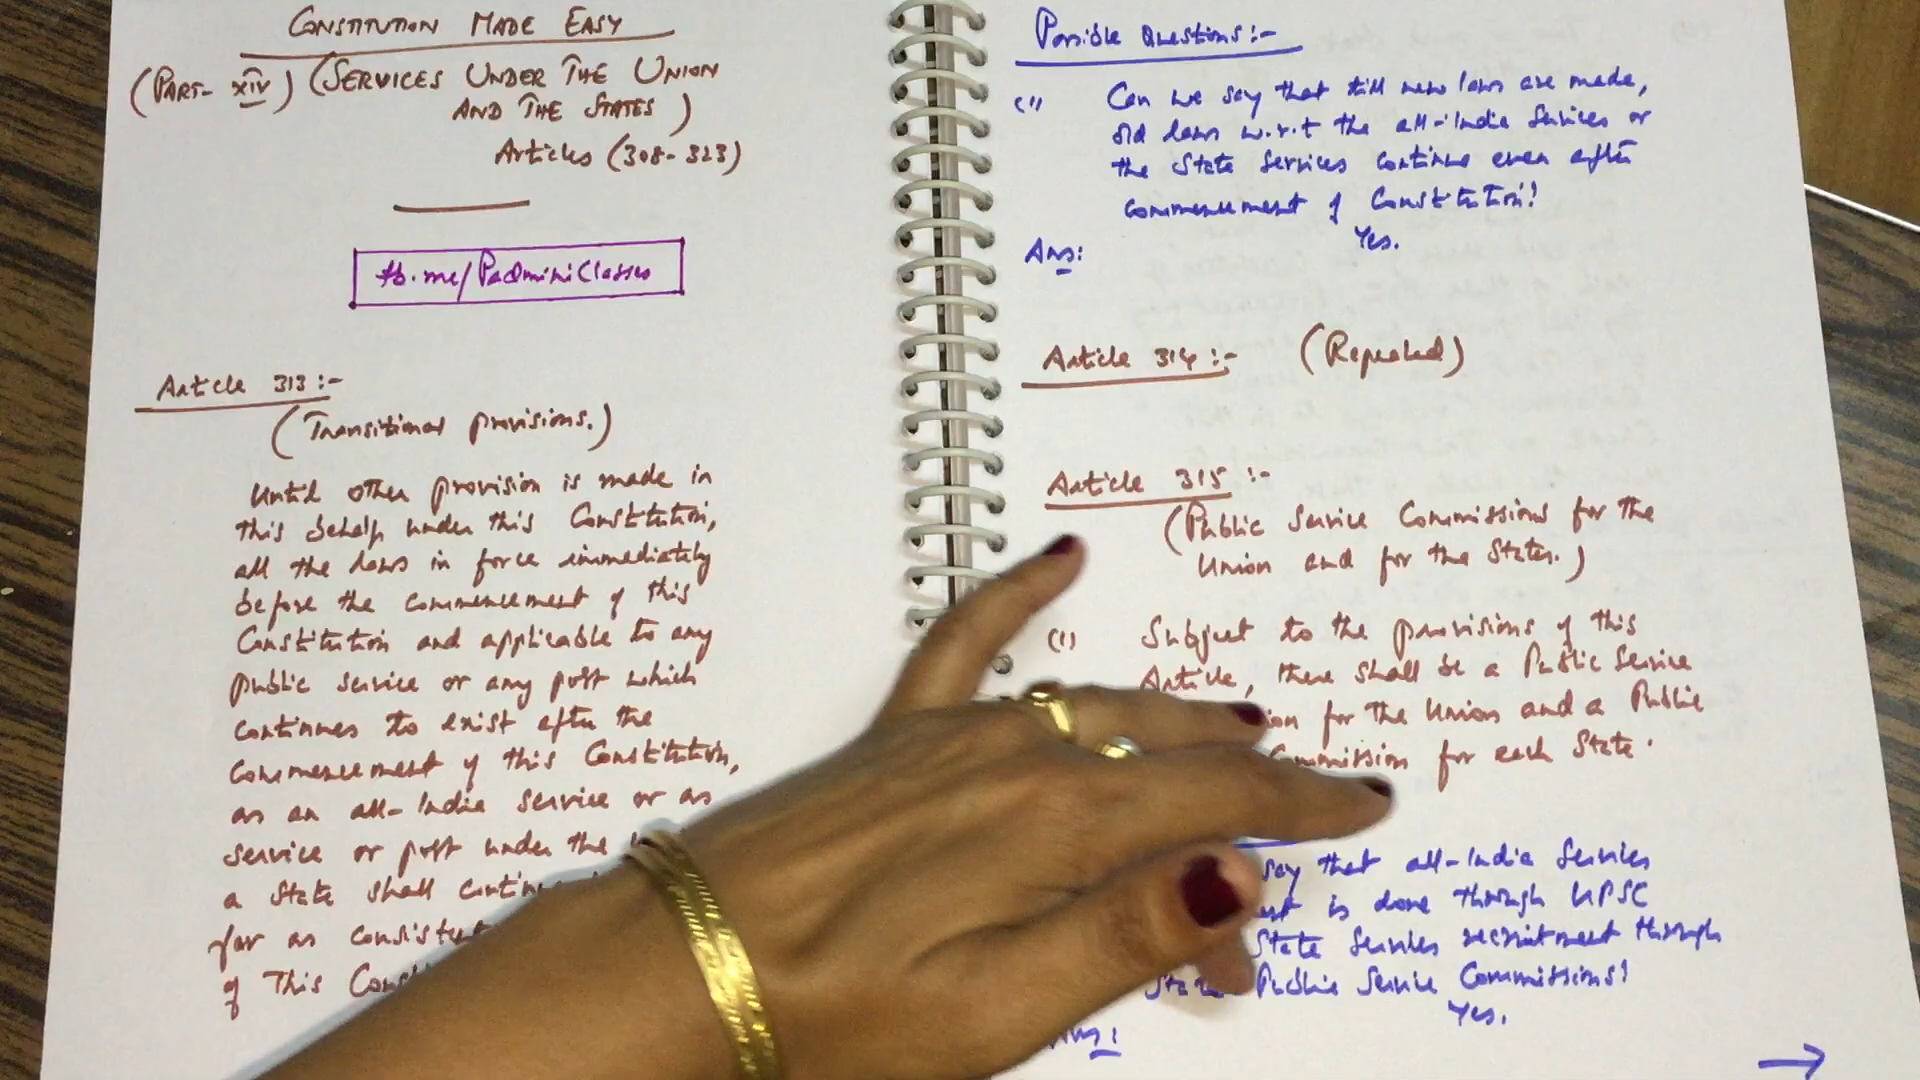 CONSTITUTION MADE EASY
(PART- XIV) (SERVICES UNDER THE UNION
AND THE STATES)
Articles (308-323)
fb.me/PadminiClasses
Article 313:-
(Transitional provisions.)
Until other provision is made in
this behalf under this Constitution,
all the laws in force immediately
before the commencement of this
Constitution and applicable to any
public service or any post which
continues to exist after the
commencement of this Constitution,
as an all-India service or as
service or post under the
a State shall
far as
of This
Possible Questions:-
(1) Can we say that till new laws are made,
old laws w.r.t the all-India Services or
the State Services continue even after
commencement of Constitution?
Yes.
Ans:
Article 314:- (Repealed)
Article 315:-
(Public Service Commissions for the
Union and for the States.)
(1) Subject to the provisions of this
Article, there shall be a Public Service
for the Union and a Public
Commission for each State.
say that all-India Services
is done through UPSC
State Services recruitment through
State Public Service Commissions?
Yes.
Ans: